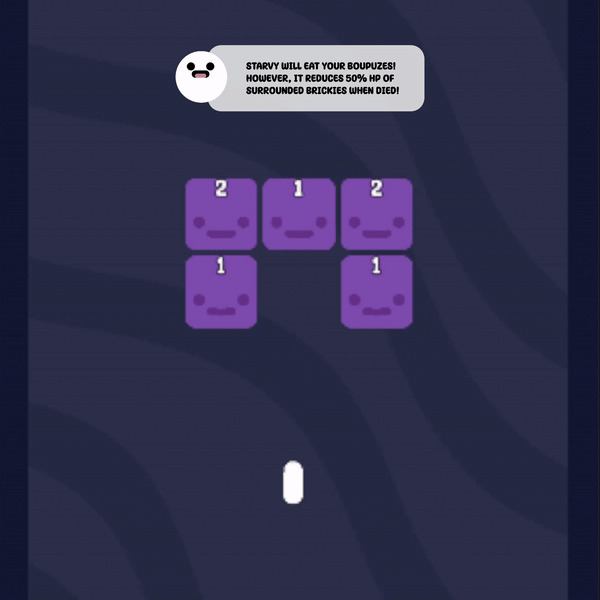 STARVY WILL EAT YOUR BOUPUZES!
HOWEVER, IT REDUCES 50% HP OF
SURROUNDED BRICKIES WHEN DIED!
2 1 2
1 1